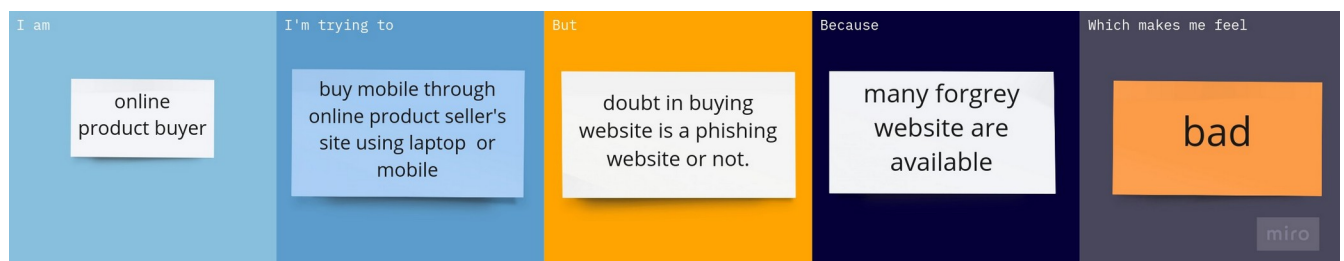 I am
online
product buyer
I'm trying to
buy mobile through
online product seller's
site using laptop or
mobile
But
doubt in buying
website is a phishing
website or not.
Because
many forgrey
website are
available
Which makes me feel
bad
miro